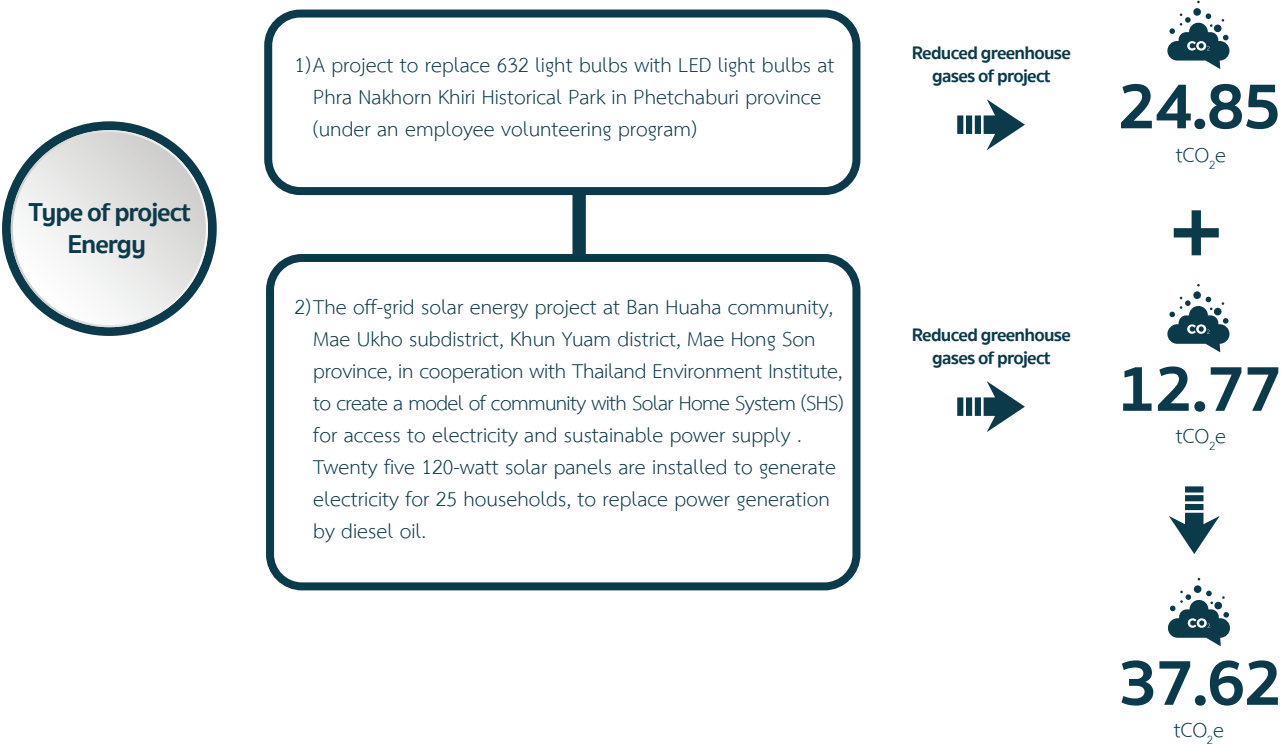 Type of project
Energy
1) A project to replace 632 light bulbs with LED light bulbs at
Phra Nakhorn Khiri Historical Park in Phetchaburi province
(under an employee volunteering program)
Reduced greenhouse
gases of project
CO2
24.85
tCO2e
+
2) The off-grid solar energy project at Ban Huaha community,
Mae Ukho subdistrict, Khun Yuam district, Mae Hong Son
province, in cooperation with Thailand Environment Institute,
to create a model of community with Solar Home System (SHS)
for access to electricity and sustainable power supply .
Twenty five 120-watt solar panels are installed to generate
electricity for 25 households, to replace power generation
by diesel oil.
Reduced greenhouse
gases of project
CO2
12.77
tCO2e
CO2
37.62
tCO2e